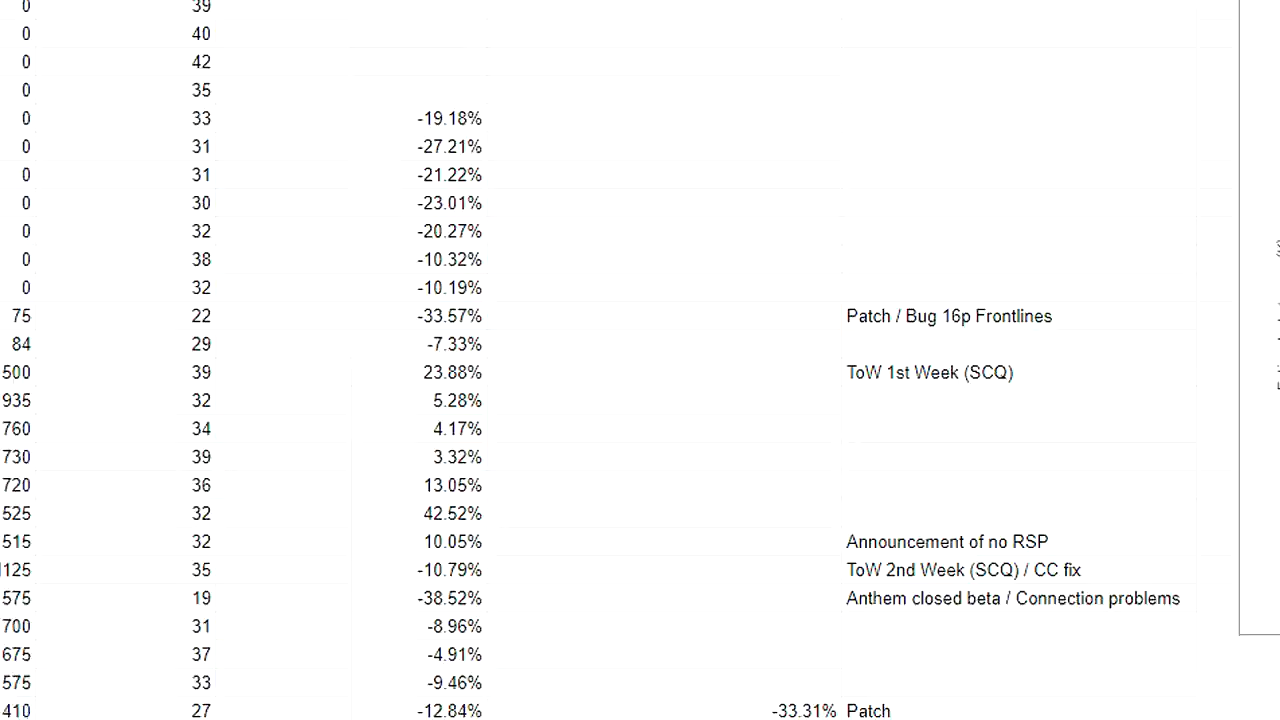 0 39
0 40
0 42
0 35
0 33 -19.18%
0 31 -27.21%
0 31 -21.22%
0 30 -23.01%
0 32 -20.27%
0 38 -10.32%
0 32 -10.19%
75 22 -33.57% Patch / Bug 16p Frontlines
84 29 -7.33%
500 39 23.88% ToW 1st Week (SCQ)
935 32 5.28%
760 34 4.17%
730 39 3.32%
720 36 13.05%
525 32 42.52%
515 32 10.05% Announcement of no RSP
125 35 -10.79% ToW 2nd Week (SCQ) / CC fix
575 19 -38.52% Anthem closed beta / Connection problems
700 31 -8.96%
675 37 -4.91%
575 33 -9.46%
410 27 -12.84% -33.31% Patch